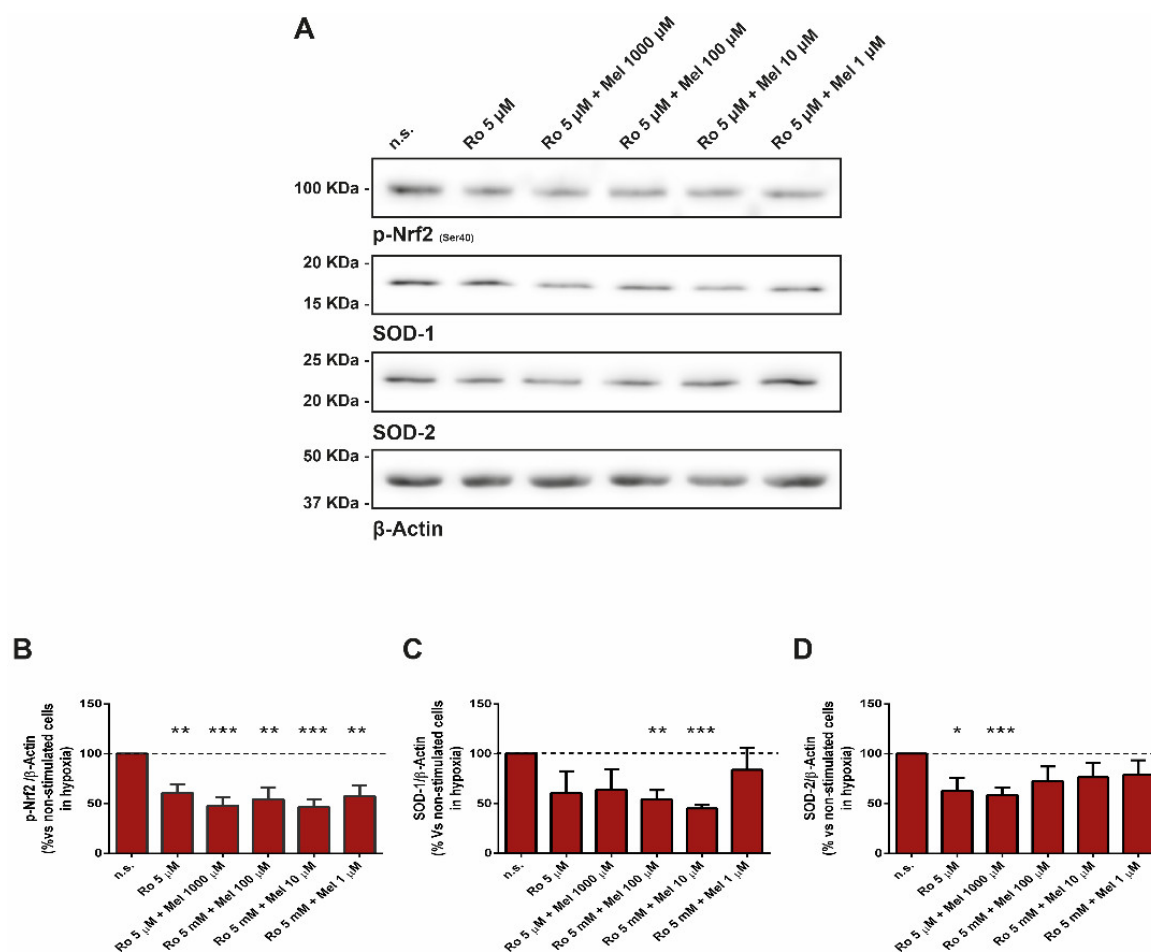 A
n.s.
Ro 5 µM
Ro 5 µM + Mel 1000 µM
Ro 5 µM + Mel 100 µM
Ro 5 µM + Mel 10 µM
Ro 5 µM + Mel 1 µM
100 KDa -
p-Nrf2 (Ser40)
20 KDa -
15 KDa -
SOD-1
25 KDa -
20 KDa -
SOD-2
50 KDa -
37 KDa -
β-Actin
B
p-Nrf2 /β-Actin
(%vs non-stimulated cells
in hypoxia)
150
100
50
0
** *** ** *** **
n.s.
Ro 5 µM
Ro 5 µM + Mel 1000 µM
Ro 5 mM + Mel 100 µM
Ro 5 mM + Mel 10 µM
Ro 5 mM + Mel 1 µM
C
SOD-1/β-Actin
(% Vs non-stimulated cells
in hypoxia)
150
100
50
0
** ***
n.s.
Ro 5 µM
Ro 5 µM + Mel 1000 µM
Ro 5 mM + Mel 100 µM
Ro 5 mM + Mel 10 µM
Ro 5 mM + Mel 1 µM
D
SOD-2/β-Actin
(% vs non-stimulated cells
in hypoxia)
150
100
50
0
* ***
n.s.
Ro 5 µM
Ro 5 µM + Mel 1000 µM
Ro 5 mM + Mel 100 µM
Ro 5 mM + Mel 10 µM
Ro 5 mM + Mel 1 µM